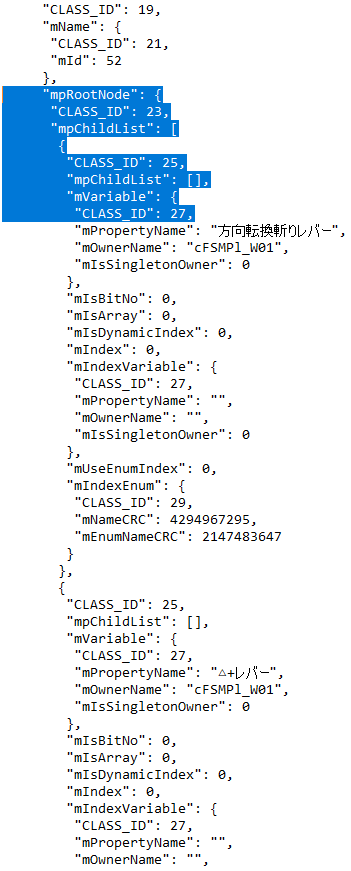 "CLASS_ID": 19,
"mName": {
"CLASS_ID": 21,
"mId": 52
},
"mpRootNode": {
"CLASS_ID": 23,
"mpChildList": [
{
"CLASS_ID": 25,
"mpChildList": [],
"mVariable": {
"CLASS_ID": 27,
"mPropertyName": "方向転換斬りレバー",
"mOwnerName": "cFSMPl_W01",
"mIsSingletonOwner": 0
},
"mIsBitNo": 0,
"mIsArray": 0,
"mIsDynamicIndex": 0,
"mIndex": 0,
"mIndexVariable": {
"CLASS_ID": 27,
"mPropertyName": "",
"mOwnerName": "",
"mIsSingletonOwner": 0
},
"mUseEnumIndex": 0,
"mIndexEnum": {
"CLASS_ID": 29,
"mNameCRC": 4294967295,
"mEnumNameCRC": 2147483647
}
},
{
"CLASS_ID": 25,
"mpChildList": [],
"mVariable": {
"CLASS_ID": 27,
"mPropertyName": "△+レバー",
"mOwnerName": "cFSMPl_W01",
"mIsSingletonOwner": 0
},
"mIsBitNo": 0,
"mIsArray": 0,
"mIsDynamicIndex": 0,
"mIndex": 0,
"mIndexVariable": {
"CLASS_ID": 27,
"mPropertyName": "",
"mOwnerName": "",